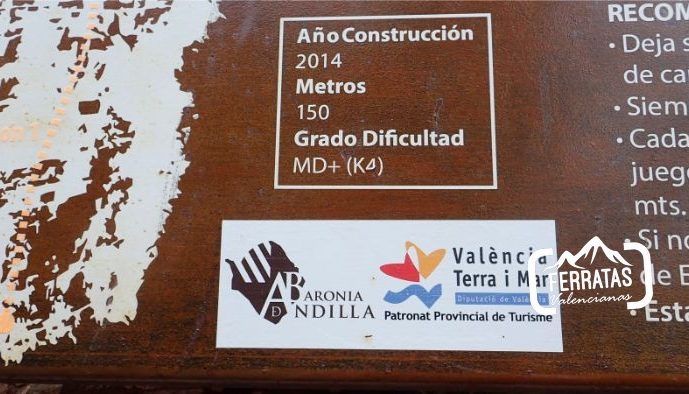 Año Construcción
2014
Metros
150
Grado Dificultad
MD+ (K4)
RECOM
• Deja s
de ca
• Siem
• Cada
juego
mts.
• Si no
de E
• Esta
BARONIA
D'ANDILLA
València
Terra i Mar
Diputació de València
Patronat Provincial de Turisme
FERRATAS
Valencianas